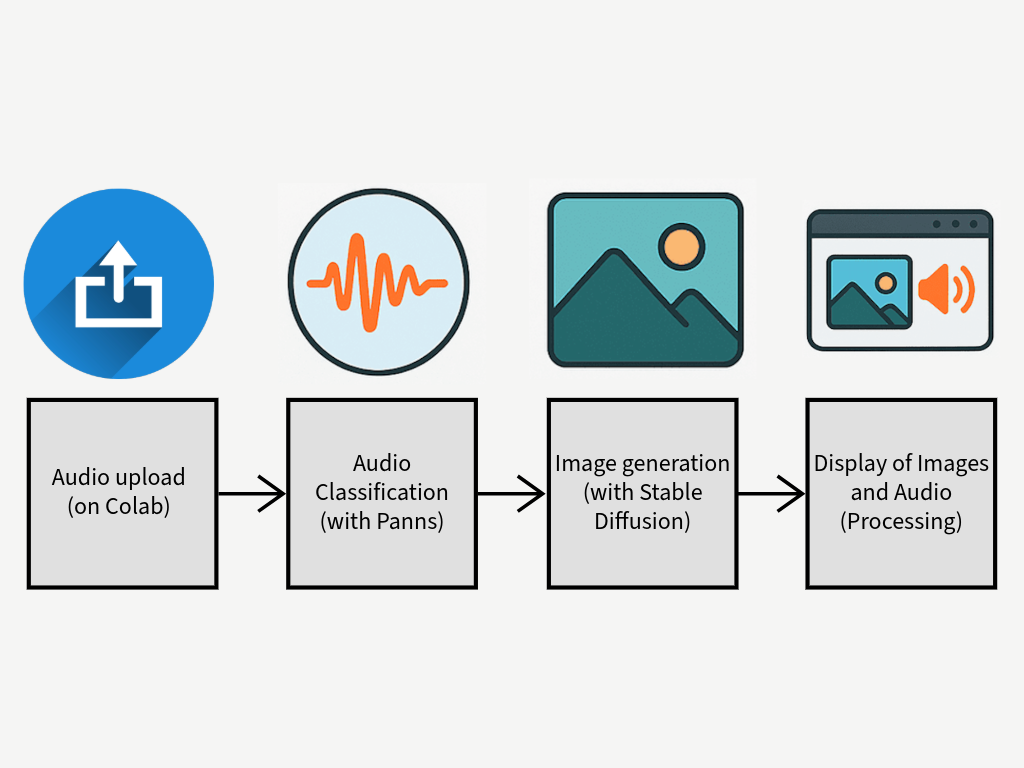 Audio upload
(on Colab)
Audio
Classification
(with Panns)
Image generation
(with Stable
Diffusion)
Display of Images
and Audio
(Processing)